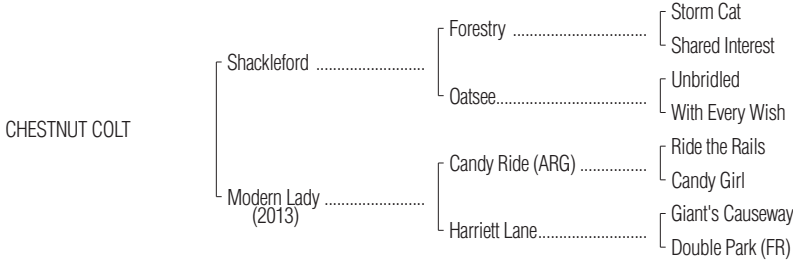 Storm Cat
Forestry ................................
Shared Interest
Shackleford .........................
Unbridled
Oatsee....................................
With Every Wish
CHESTNUT COLT
Ride the Rails
Candy Ride (ARG) ................
Candy Girl
Modern Lady .......................
(2013)
Giant's Causeway
Harriett Lane..........................
Double Park (FR)